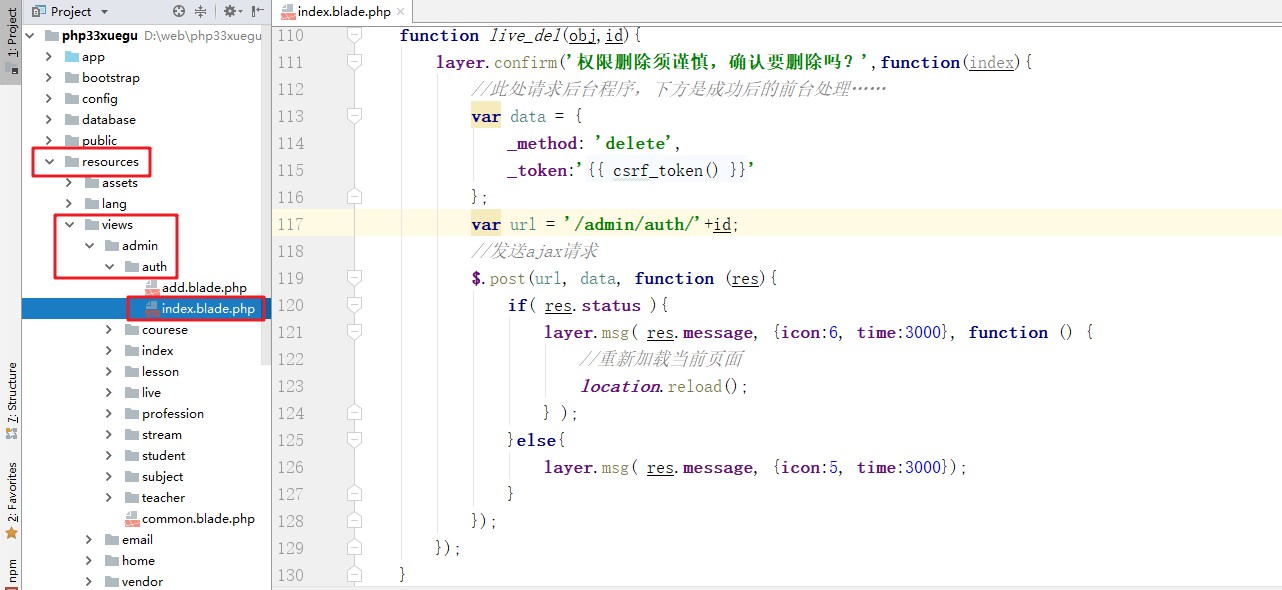 1: Project
7: Structure
2: Favorites
npm
Project
php33xuegu D:\web\php33xuegu
app
bootstrap
config
database
public
resources
assets
lang
views
admin
auth
add.blade.php
index.blade.php
courese
index
lesson
live
profession
stream
student
subject
teacher
common.blade.php
email
home
vendor
index.blade.php
110 function live_del(obj,id){
111 layer.confirm('权限删除须谨慎，确认要删除吗？',function(index){
112 //此处请求后台程序，下方是成功后的前台处理……
113 var data = {
114 _method: 'delete',
115 _token:'{{ csrf_token() }}'
116 };
117 var url = '/admin/auth/'+id;
118 //发送ajax请求
119 $.post(url, data, function (res){
120 if( res.status ){
121 layer.msg( res.message, {icon:6, time:3000}, function () {
122 //重新加载当前页面
123 location.reload();
124 } );
125 }else{
126 layer.msg( res.message, {icon:5, time:3000});
127 }
128 });
129 });
130 }